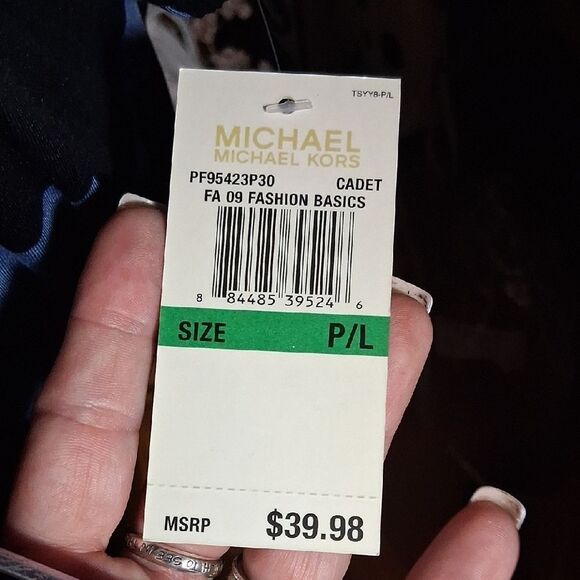 TSYY8-P/L
MICHAEL
MICHAEL KORS
PF95423P30 CADET
FA 09 FASHION BASICS
8 84485 39524 6
SIZE P/L
MSRP $39.98